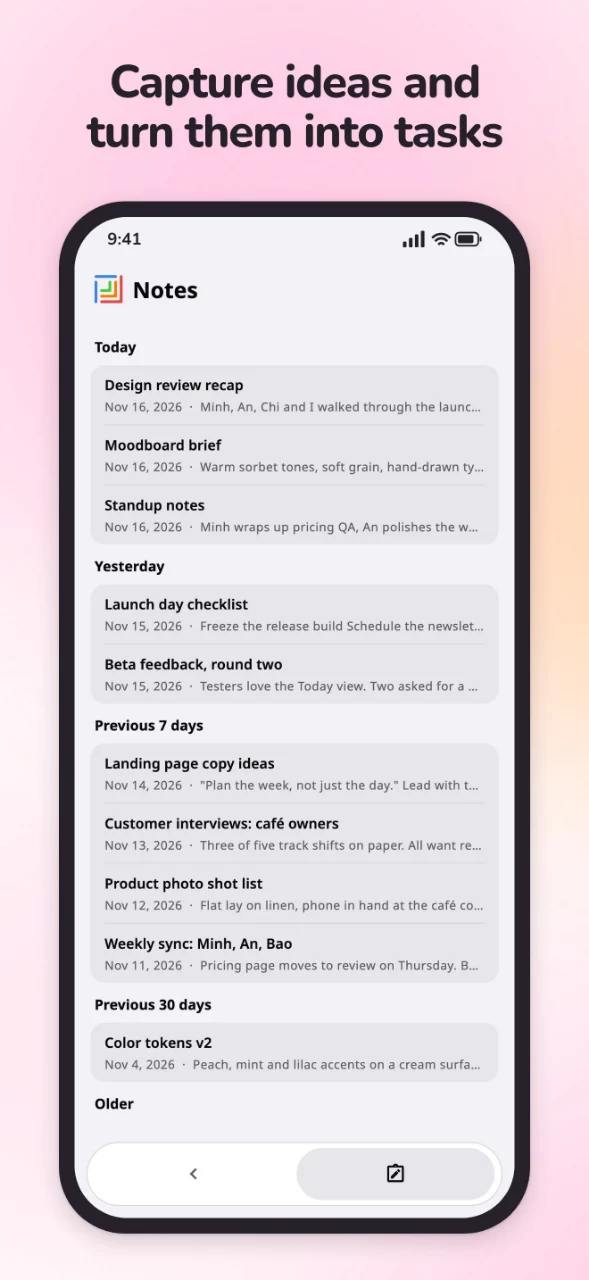 Capture ideas and
turn them into tasks
9:41
Notes
Today
Design review recap
Nov 16, 2026 · Minh, An, Chi and I walked through the launc...
Moodboard brief
Nov 16, 2026 · Warm sorbet tones, soft grain, hand-drawn ty...
Standup notes
Nov 16, 2026 · Minh wraps up pricing QA, An polishes the w...
Yesterday
Launch day checklist
Nov 15, 2026 · Freeze the release build Schedule the newslet...
Beta feedback, round two
Nov 15, 2026 · Testers love the Today view. Two asked for a ...
Previous 7 days
Landing page copy ideas
Nov 14, 2026 · "Plan the week, not just the day." Lead with t...
Customer interviews: café owners
Nov 13, 2026 · Three of five track shifts on paper. All want re...
Product photo shot list
Nov 12, 2026 · Flat lay on linen, phone in hand at the café co...
Weekly sync: Minh, An, Bao
Nov 11, 2026 · Pricing page moves to review on Thursday. B...
Previous 30 days
Color tokens v2
Nov 4, 2026 · Peach, mint and lilac accents on a cream surfa...
Older